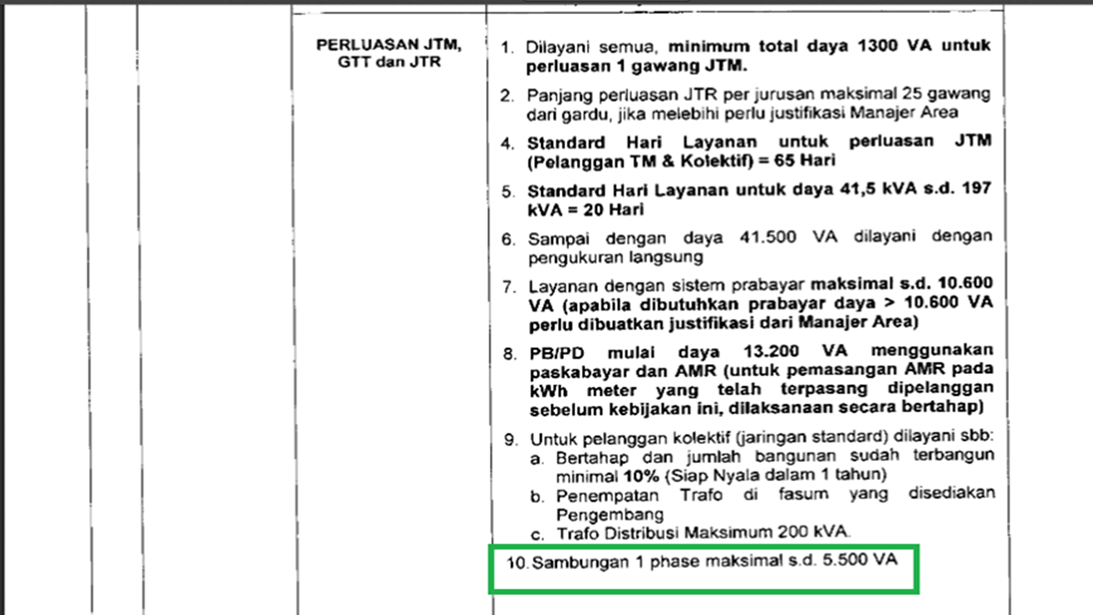 PERLUASAN JTM,
GTT dan JTR
1. Dilayani semua, minimum total daya 1300 VA untuk
perluasan 1 gawang JTM.
2. Panjang perluasan JTR per jurusan maksimal 25 gawang
dari gardu, jika melebihi perlu justifikasi Manajer Area
4. Standard Hari Layanan untuk perluasan JTM
(Pelanggan TM & Kolektif) = 65 Hari
5. Standard Hari Layanan untuk daya 41,5 kVA s.d. 197
kVA = 20 Hari
6. Sampai dengan daya 41.500 VA dilayani dengan
pengukuran langsung
7. Layanan dengan sistem prabayar maksimal s.d. 10.600
VA (apabila dibutuhkan prabayar daya > 10.600 VA
perlu dibuatkan justifikasi dari Manajer Area)
8. PB/PD mulai daya 13.200 VA menggunakan
paskabayar dan AMR (untuk pemasangan AMR pada
kWh meter yang telah terpasang dipelanggan
sebelum kebijakan ini, dilaksanaan secara bertahap)
9. Untuk pelanggan kolektif (jaringan standard) dilayani sbb:
a. Bertahap dan jumlah bangunan sudah terbangun
minimal 10% (Siap Nyala dalam 1 tahun)
b. Penempatan Trafo di fasum yang disediakan
Pengembang
c. Trafo Distribusi Maksimum 200 kVA.
10. Sambungan 1 phase maksimal s.d. 5.500 VA